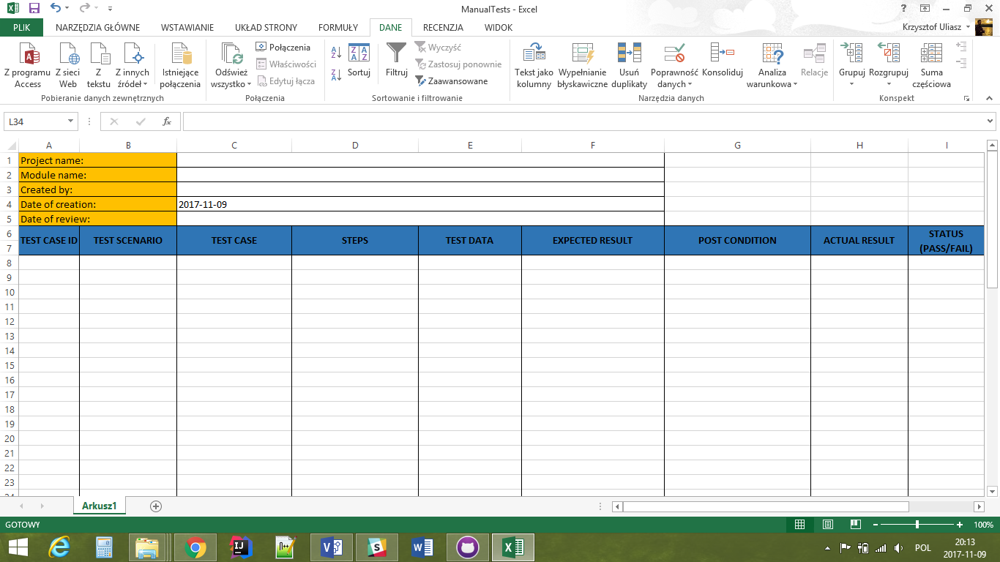 ManualTests - Excel
?
PLIK NARZĘDZIA GŁÓWNE WSTAWIANIE UKŁAD STRONY FORMUŁY DANE RECENZJA WIDOK Krzysztof Uliasz
Z programu Access
Z sieci Web
Z tekstu
Z innych źródeł
Istniejące połączenia
Pobieranie danych zewnętrznych
Odśwież wszystko
Połączenia
Właściwości
Edytuj łącza
Połączenia
Sortuj
Filtruj
Wyczyść
Zastosuj ponownie
Zaawansowane
Sortowanie i filtrowanie
Tekst jako kolumny
Wypełnianie błyskawiczne
Usuń duplikaty
Poprawność danych
Konsoliduj
Analiza warunkowa
Relacje
Narzędzia danych
Grupuj
Rozgrupuj
Suma częściowa
Konspekt
L34 fx
A B C D E F G H I
1 Project name:
2 Module name:
3 Created by:
4 Date of creation: 2017-11-09
5 Date of review:
6 TEST CASE ID TEST SCENARIO TEST CASE STEPS TEST DATA EXPECTED RESULT POST CONDITION ACTUAL RESULT STATUS
7 (PASS/FAIL)
8
9
10
11
12
13
14
15
16
17
18
19
20
21
22
23
24
Arkusz1
GOTOWY 100%
POL 20:13
2017-11-09